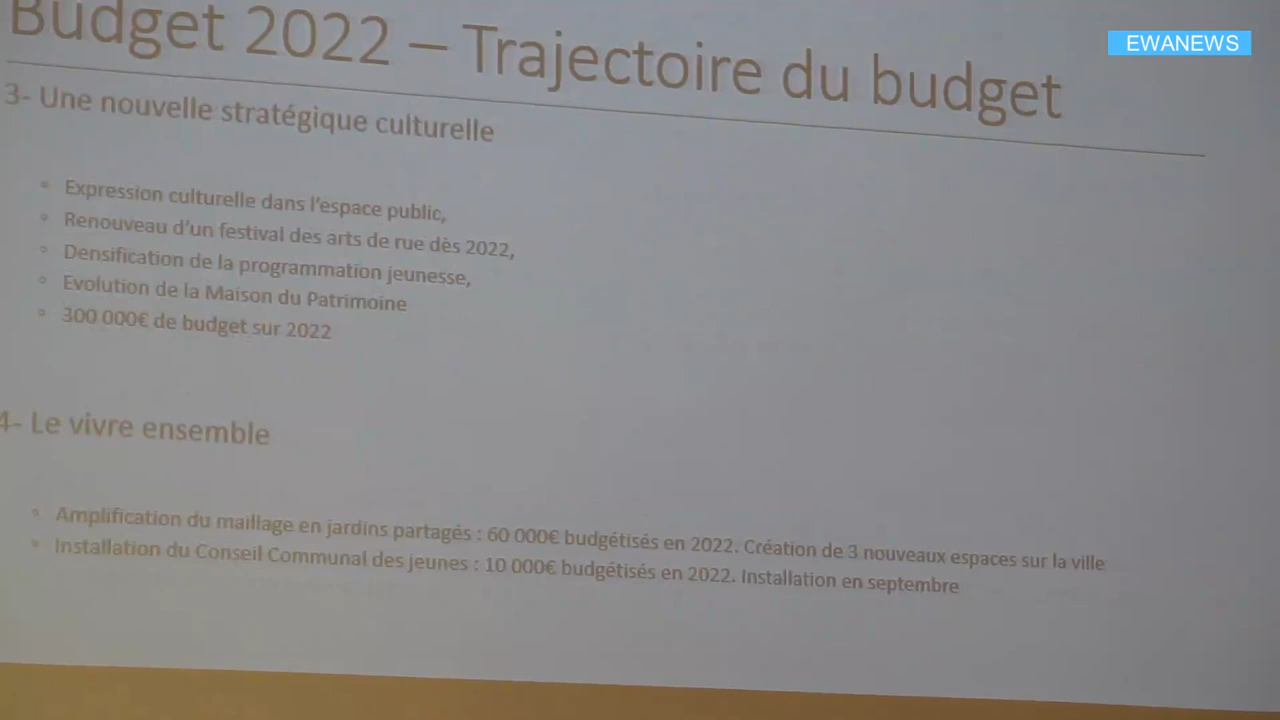 EWANEWS
Budget 2022 – Trajectoire du budget
3- Une nouvelle stratégique culturelle
Expression culturelle dans l'espace public,
Renouveau d'un festival des arts de rue dès 2022,
Densification de la programmation jeunesse,
Evolution de la Maison du Patrimoine
300 000€ de budget sur 2022
4- Le vivre ensemble
Amplification du maillage en jardins partagés : 60 000€ budgétisés en 2022. Création de 3 nouveaux espaces sur la ville
Installation du Conseil Communal des jeunes : 10 000€ budgétisés en 2022. Installation en septembre